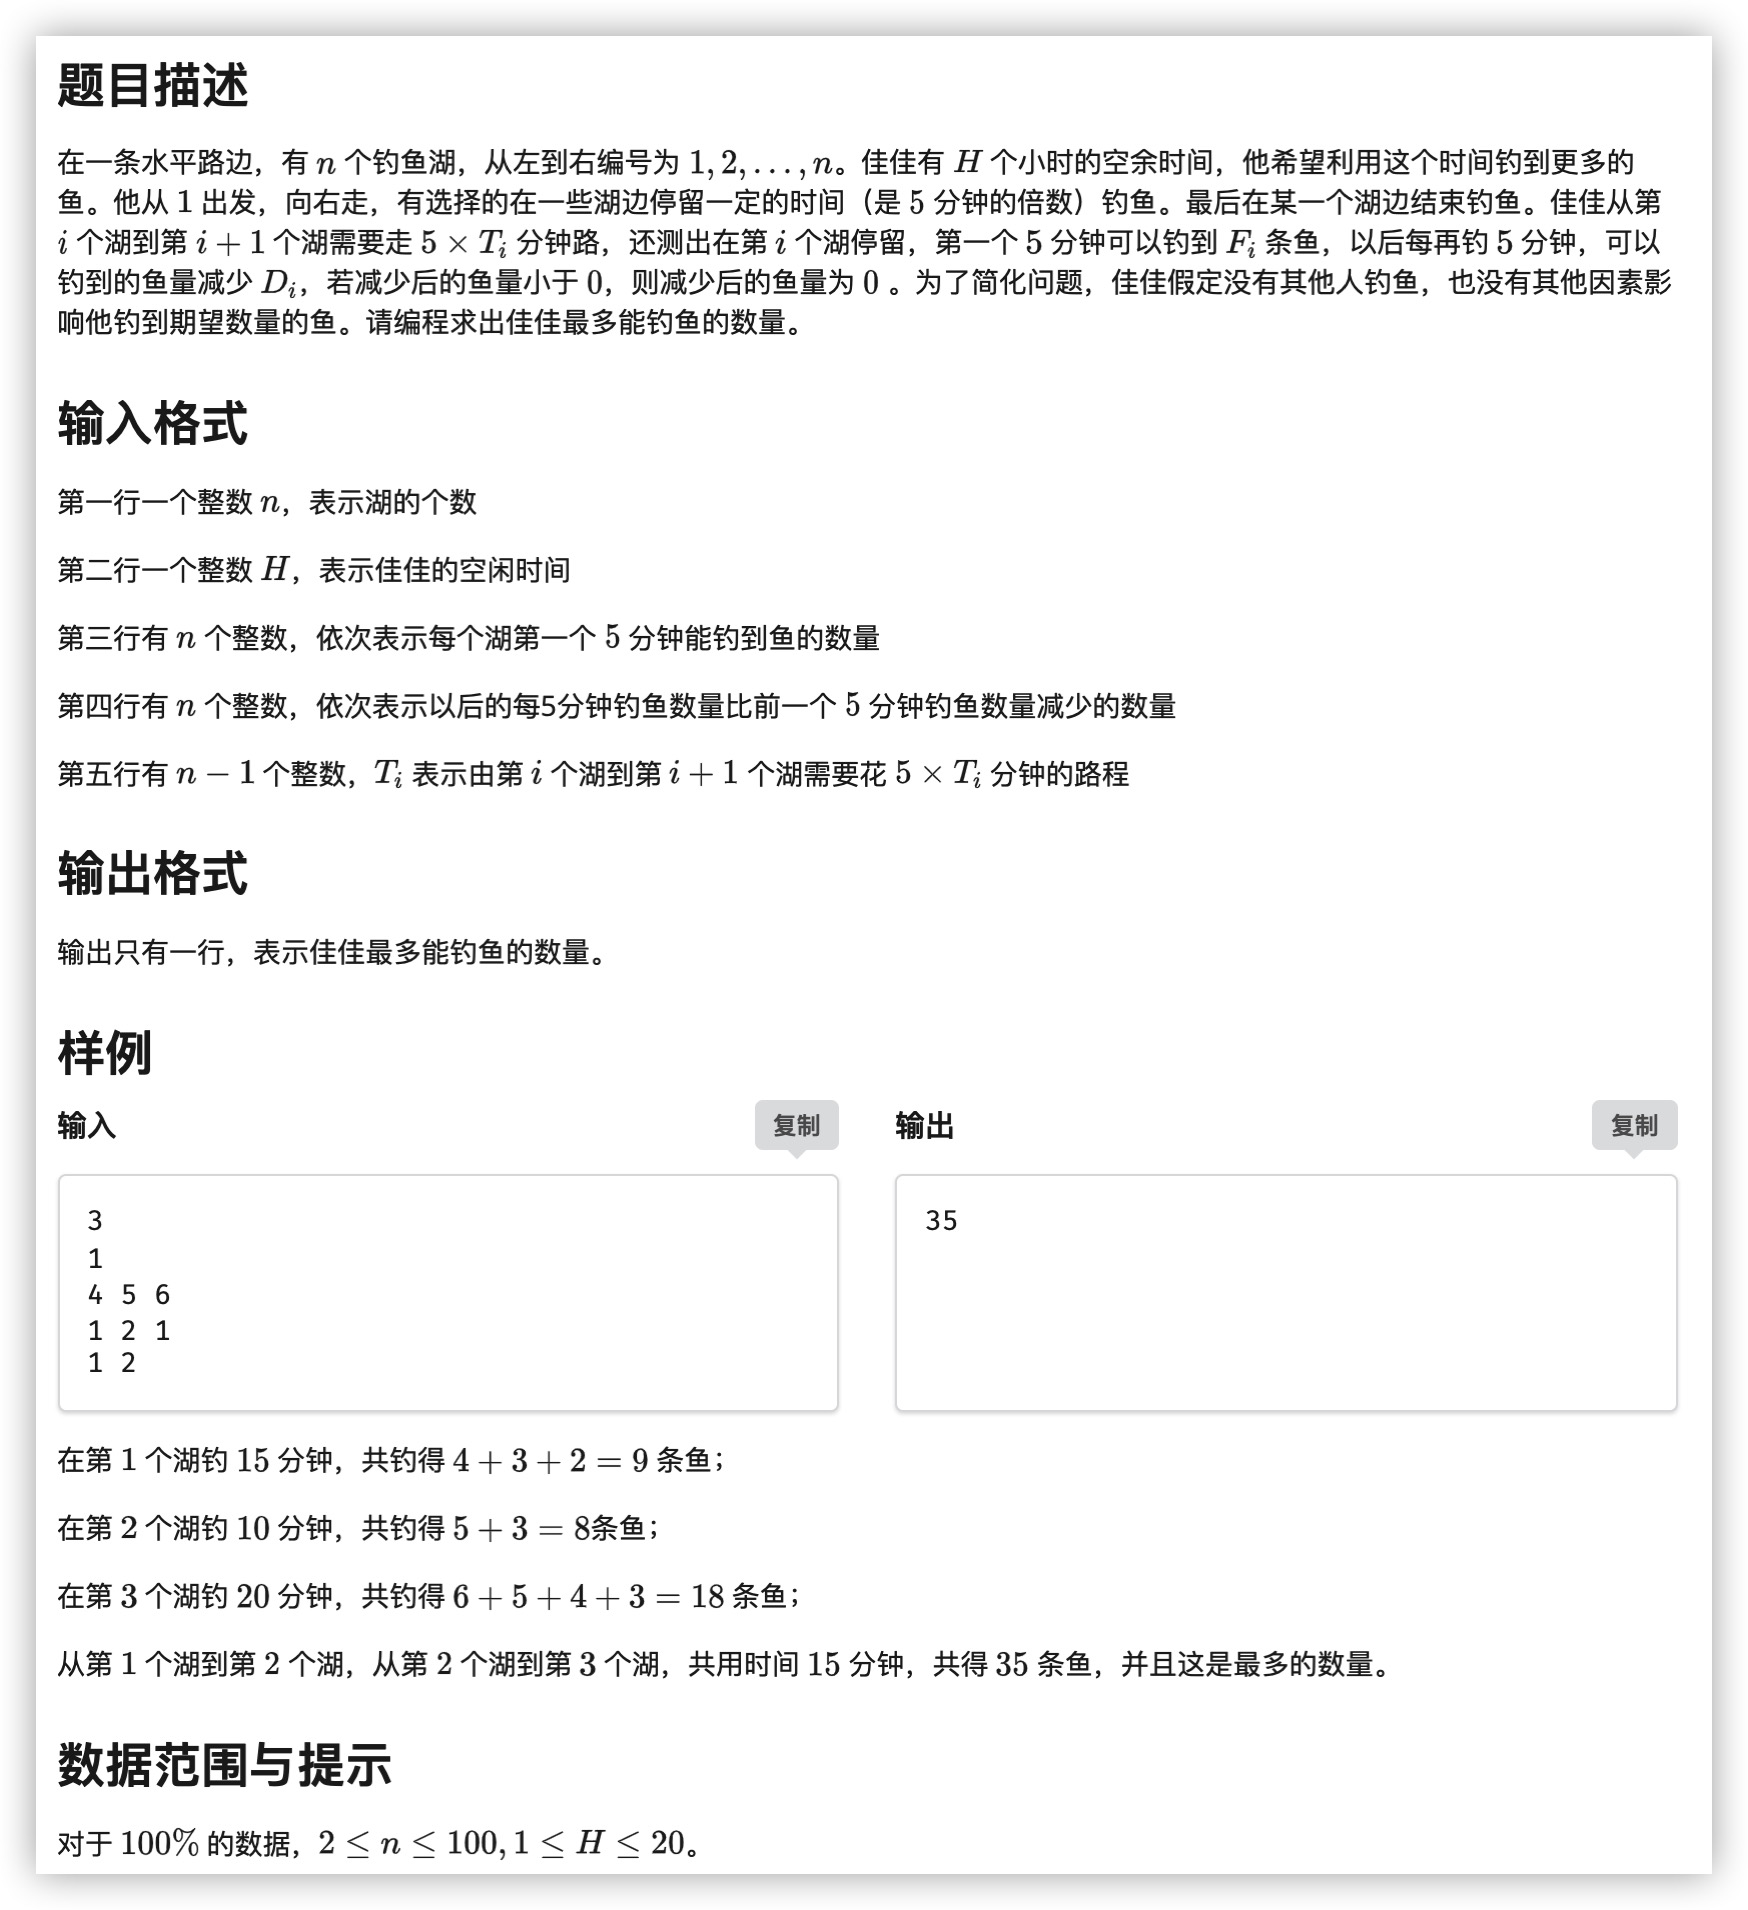 题目描述
在一条水平路边，有 n 个钓鱼湖，从左到右编号为 1, 2, . . . , n。佳佳有 H 个小时的空余时间，他希望利用这个时间钓到更多的
鱼。他从 1 出发，向右走，有选择的在一些湖边停留一定的时间（是 5 分钟的倍数）钓鱼。最后在某一个湖边结束钓鱼。佳佳从第
i 个湖到第 i + 1 个湖需要走 5 × Tᵢ 分钟路，还测出在第 i 个湖停留，第一个 5 分钟可以钓到 Fᵢ 条鱼，以后每再钓 5 分钟，可以
钓到的鱼量减少 Dᵢ，若减少后的鱼量小于 0，则减少后的鱼量为 0 。为了简化问题，佳佳假定没有其他人钓鱼，也没有其他因素影
响他钓到期望数量的鱼。请编程求出佳佳最多能钓鱼的数量。
输入格式
第一行一个整数 n，表示湖的个数
第二行一个整数 H，表示佳佳的空闲时间
第三行有 n 个整数，依次表示每个湖第一个 5 分钟能钓到鱼的数量
第四行有 n 个整数，依次表示以后的每5分钟钓鱼数量比前一个 5 分钟钓鱼数量减少的数量
第五行有 n − 1 个整数，Tᵢ 表示由第 i 个湖到第 i + 1 个湖需要花 5 × Tᵢ 分钟的路程
输出格式
输出只有一行，表示佳佳最多能钓鱼的数量。
样例
输入 复制 输出 复制
3
1
4 5 6
1 2 1
1 2
35
在第 1 个湖钓 15 分钟，共钓得 4 + 3 + 2 = 9 条鱼；
在第 2 个湖钓 10 分钟，共钓得 5 + 3 = 8条鱼；
在第 3 个湖钓 20 分钟，共钓得 6 + 5 + 4 + 3 = 18 条鱼；
从第 1 个湖到第 2 个湖，从第 2 个湖到第 3 个湖，共用时间 15 分钟，共得 35 条鱼，并且这是最多的数量。
数据范围与提示
对于 100% 的数据，2 ≤ n ≤ 100, 1 ≤ H ≤ 20。